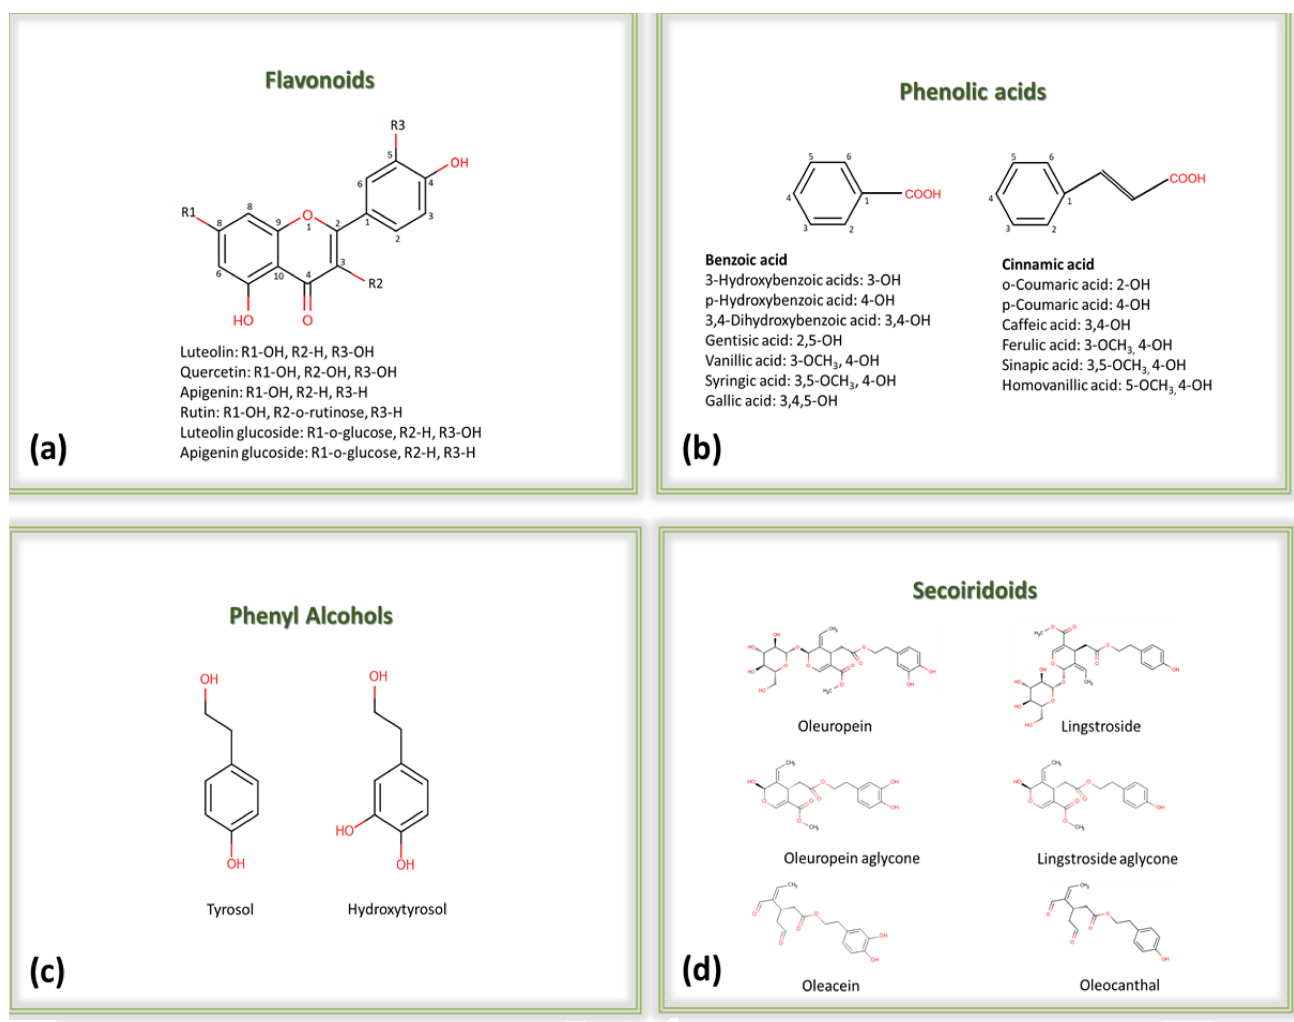 Flavonoids
R3
5
OH
6
4
R1
8
8
O
1
9
2
1
3
2
6
10
4
3
R2
HO
O
Luteolin: R1-OH, R2-H, R3-OH
Quercetin: R1-OH, R2-OH, R3-OH
Apigenin: R1-OH, R2-H, R3-H
Rutin: R1-OH, R2-o-rutinose, R3-H
Luteolin glucoside: R1-o-glucose, R2-H, R3-OH
Apigenin glucoside: R1-o-glucose, R2-H, R3-H
(a)
Phenolic acids
5
6
4
1
COOH
3
2
5
6
4
1
COOH
3
2
Benzoic acid
3-Hydroxybenzoic acids: 3-OH
p-Hydroxybenzoic acid: 4-OH
3,4-Dihydroxybenzoic acid: 3,4-OH
Gentisic acid: 2,5-OH
Vanillic acid: 3-OCH3, 4-OH
Syringic acid: 3,5-OCH3, 4-OH
Gallic acid: 3,4,5-OH
Cinnamic acid
o-Coumaric acid: 2-OH
p-Coumaric acid: 4-OH
Caffeic acid: 3,4-OH
Ferulic acid: 3-OCH3, 4-OH
Sinapic acid: 3,5-OCH3, 4-OH
Homovanillic acid: 5-OCH3, 4-OH
(b)
Phenyl Alcohols
OH
OH
Tyrosol
OH
HO
OH
Hydroxytyrosol
(c)
Secoiridoids
Oleuropein
Lingstroside
Oleuropein aglycone
Lingstroside aglycone
Oleacein
Oleocanthal
(d)